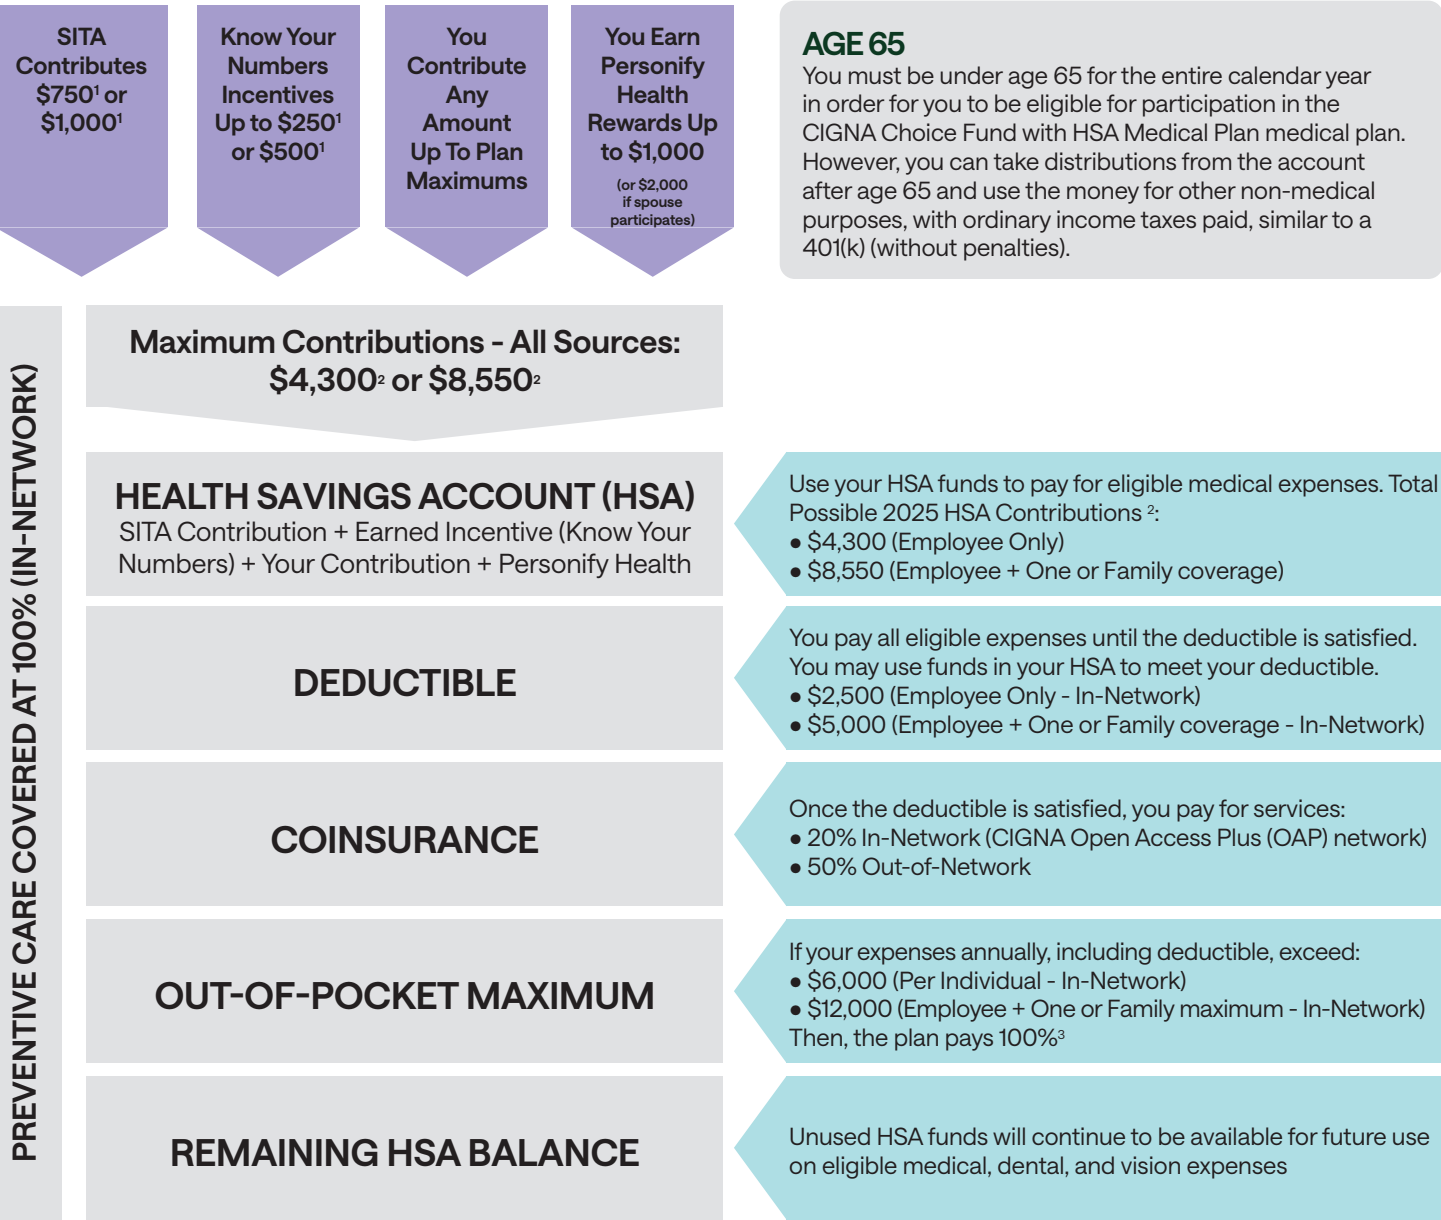 SITA
Contributes
$750¹ or
$1,000¹
Know Your
Numbers
Incentives
Up to $250¹
or $500¹
You
Contribute
Any
Amount
Up To Plan
Maximums
You Earn
Personify
Health
Rewards Up
to $1,000
(or $2,000
if spouse
participates)
AGE 65
You must be under age 65 for the entire calendar year
in order for you to be eligible for participation in the
CIGNA Choice Fund with HSA Medical Plan medical plan.
However, you can take distributions from the account
after age 65 and use the money for other non-medical
purposes, with ordinary income taxes paid, similar to a
401(k) (without penalties).
PREVENTIVE CARE COVERED AT 100% (IN-NETWORK)
Maximum Contributions - All Sources:
$4,300² or $8,550²
HEALTH SAVINGS ACCOUNT (HSA)
SITA Contribution + Earned Incentive (Know Your
Numbers) + Your Contribution + Personify Health
Use your HSA funds to pay for eligible medical expenses. Total
Possible 2025 HSA Contributions ²:
● $4,300 (Employee Only)
● $8,550 (Employee + One or Family coverage)
DEDUCTIBLE
You pay all eligible expenses until the deductible is satisfied.
You may use funds in your HSA to meet your deductible.
● $2,500 (Employee Only - In-Network)
● $5,000 (Employee + One or Family coverage - In-Network)
COINSURANCE
Once the deductible is satisfied, you pay for services:
● 20% In-Network (CIGNA Open Access Plus (OAP) network)
● 50% Out-of-Network
OUT-OF-POCKET MAXIMUM
If your expenses annually, including deductible, exceed:
● $6,000 (Per Individual - In-Network)
● $12,000 (Employee + One or Family maximum - In-Network)
Then, the plan pays 100%³
REMAINING HSA BALANCE
Unused HSA funds will continue to be available for future use
on eligible medical, dental, and vision expenses